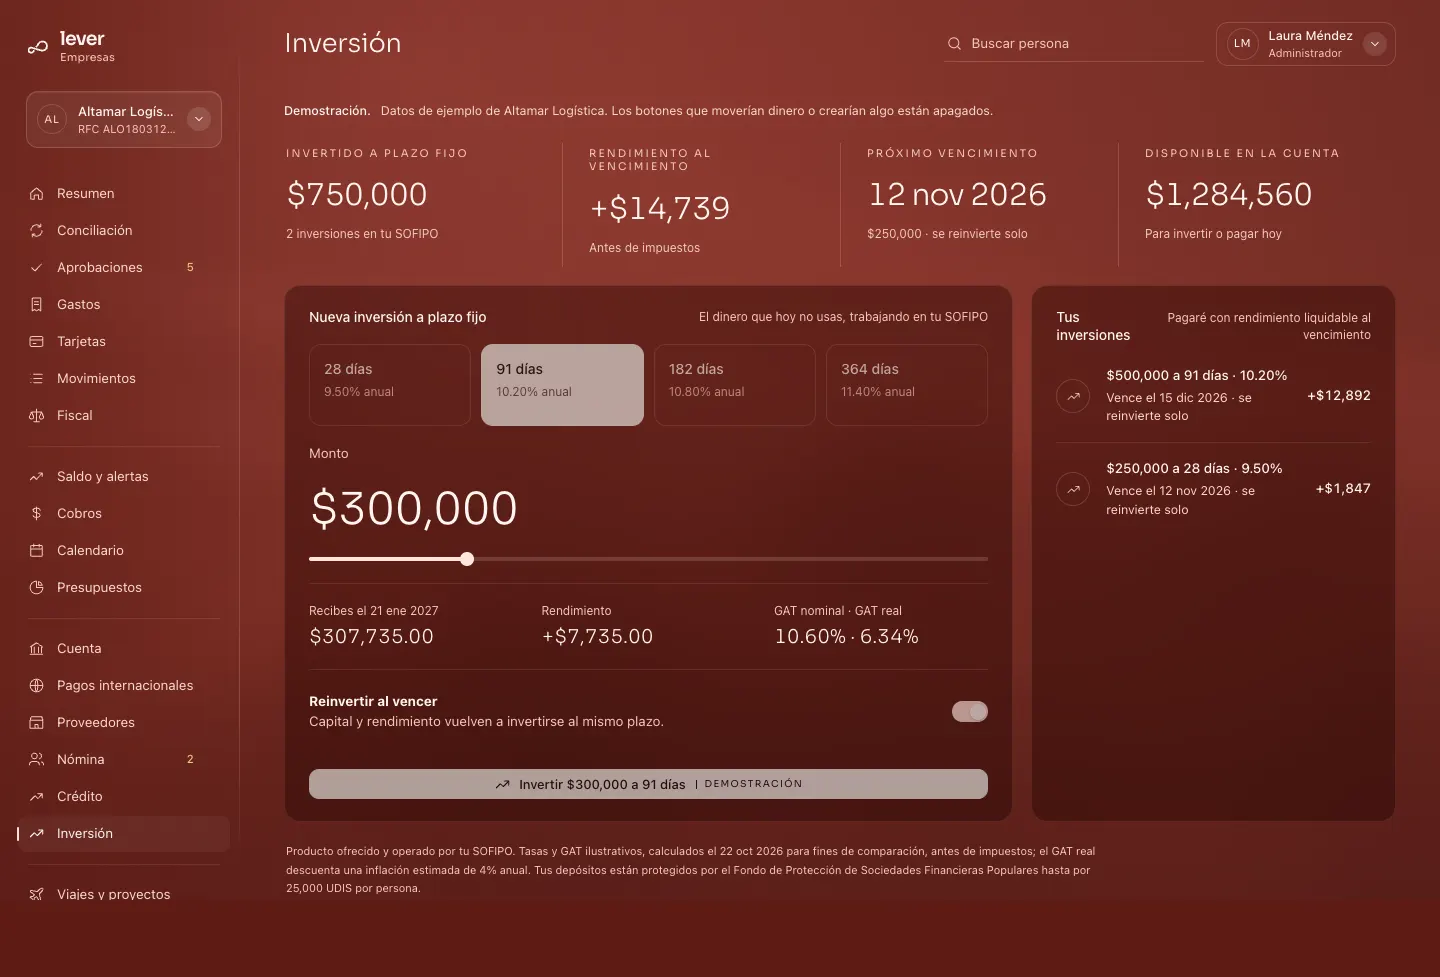 lever
Empresas
AL
Altamar Logís...
RFC ALO180312...
Resumen
Conciliación
Aprobaciones 5
Gastos
Tarjetas
Movimientos
Fiscal
Saldo y alertas
Cobros
Calendario
Presupuestos
Cuenta
Pagos internacionales
Proveedores
Nómina 2
Crédito
Inversión
Viajes y proyectos
Inversión
Buscar persona
LM
Laura Méndez
Administrador
Demostración. Datos de ejemplo de Altamar Logística. Los botones que moverían dinero o crearían algo están apagados.
INVERTIDO A PLAZO FIJO
$750,000
2 inversiones en tu SOFIPO
RENDIMIENTO AL
VENCIMIENTO
+$14,739
Antes de impuestos
PRÓXIMO VENCIMIENTO
12 nov 2026
$250,000 · se reinvierte solo
DISPONIBLE EN LA CUENTA
$1,284,560
Para invertir o pagar hoy
Nueva inversión a plazo fijo
El dinero que hoy no usas, trabajando en tu SOFIPO
28 días
9.50% anual
91 días
10.20% anual
182 días
10.80% anual
364 días
11.40% anual
Monto
$300,000
Recibes el 21 ene 2027
$307,735.00
Rendimiento
+$7,735.00
GAT nominal · GAT real
10.60% · 6.34%
Reinvertir al vencer
Capital y rendimiento vuelven a invertirse al mismo plazo.
Invertir $300,000 a 91 días | DEMOSTRACIÓN
Tus
inversiones
Pagaré con rendimiento liquidable al
vencimiento
$500,000 a 91 días · 10.20%
Vence el 15 dic 2026 · se
reinvierte solo
+$12,892
$250,000 a 28 días · 9.50%
Vence el 12 nov 2026 · se
reinvierte solo
+$1,847
Producto ofrecido y operado por tu SOFIPO. Tasas y GAT ilustrativos, calculados el 22 oct 2026 para fines de comparación, antes de impuestos; el GAT real
descuenta una inflación estimada de 4% anual. Tus depósitos están protegidos por el Fondo de Protección de Sociedades Financieras Populares hasta por
25,000 UDIS por persona.